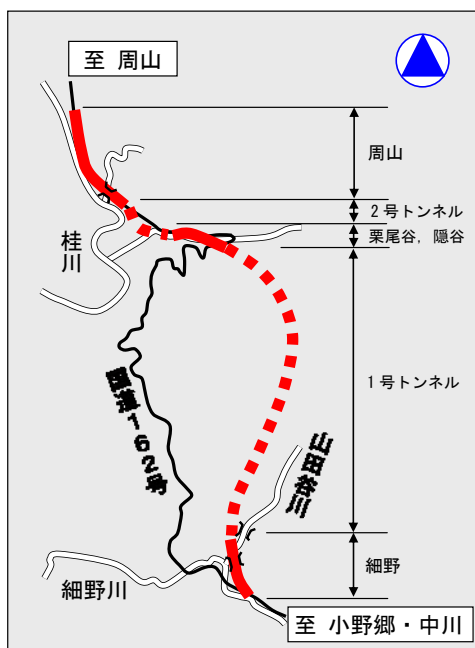 至 周山
周山
2号トンネル
栗尾谷，隠谷
桂川
1号トンネル
国道162号
山田谷川
細野
細野川
至 小野郷・中川